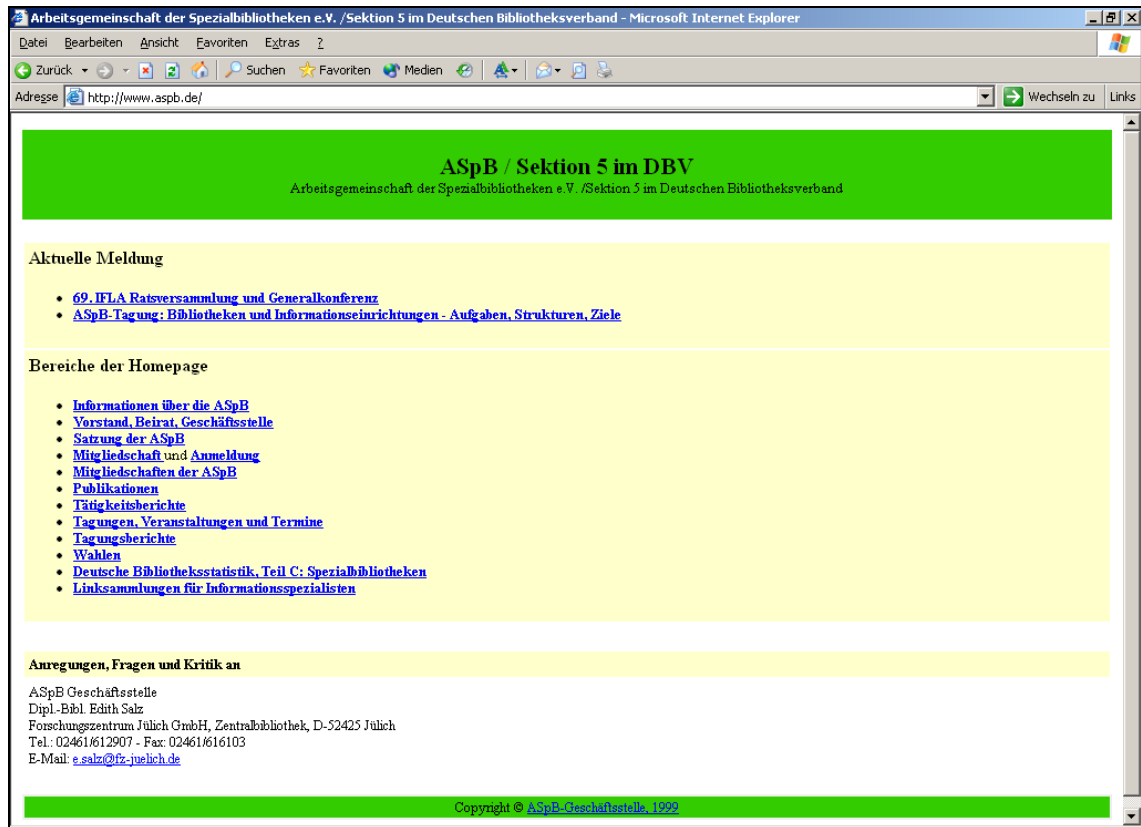 Arbeitsgemeinschaft der Spezialbibliotheken e.V. /Sektion 5 im Deutschen Bibliotheksverband - Microsoft Internet Explorer
Datei Bearbeiten Ansicht Favoriten Extras ?
Zurück Suchen Favoriten Medien
Adresse http://www.aspb.de/ Wechseln zu Links
ASpB / Sektion 5 im DBV
Arbeitsgemeinschaft der Spezialbibliotheken e.V. /Sektion 5 im Deutschen Bibliotheksverband
Aktuelle Meldung
69. IFLA Ratsversammlung und Generalkonferenz
ASpB-Tagung: Bibliotheken und Informationseinrichtungen - Aufgaben, Strukturen, Ziele
Bereiche der Homepage
Informationen über die ASpB
Vorstand, Beirat, Geschäftsstelle
Satzung der ASpB
Mitgliedschaft und Anmeldung
Mitgliedschaften der ASpB
Publikationen
Tätigkeitsberichte
Tagungen, Veranstaltungen und Termine
Tagungsberichte
Wahlen
Deutsche Bibliotheksstatistik, Teil C: Spezialbibliotheken
Linksammlungen für Informationsspezialisten
Anregungen, Fragen und Kritik an
ASpB Geschäftsstelle
Dipl.-Bibl. Edith Salz
Forschungszentrum Jülich GmbH, Zentralbibliothek, D-52425 Jülich
Tel.: 02461/612907 - Fax: 02461/616103
E-Mail: e.salz@fz-juelich.de
Copyright © ASpB-Geschäftsstelle, 1999